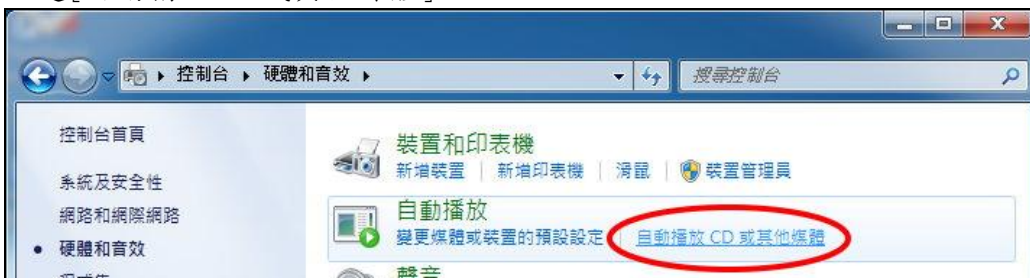 控制台 ▸ 硬體和音效 ▸
搜尋控制台
控制台首頁
系統及安全性
網路和網際網路
硬體和音效
裝置和印表機
新增裝置 | 新增印表機 | 滑鼠 | 裝置管理員
自動播放
變更媒體或裝置的預設設定 | 自動播放 CD 或其他媒體
聲音